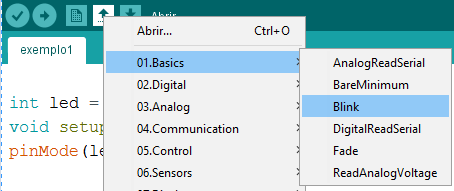 Abrir
exemplo1
int led =
void setup
pinMode(le
Abrir... Ctrl+O
01.Basics
02.Digital
03.Analog
04.Communication
05.Control
06.Sensors
AnalogReadSerial
BareMinimum
Blink
DigitalReadSerial
Fade
ReadAnalogVoltage